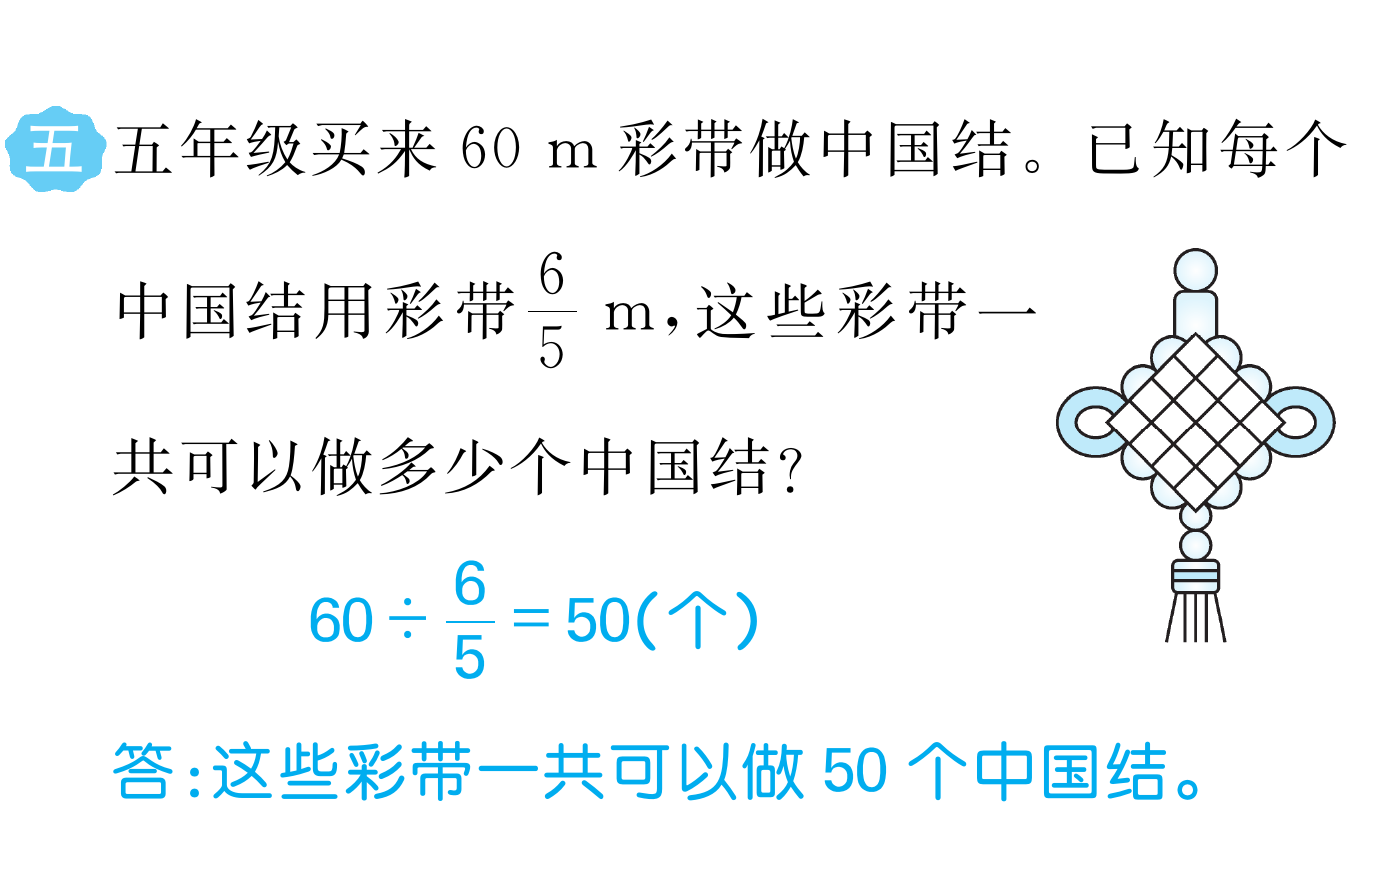 五 五年级买来 60 m 彩带做中国结。已知每个
中国结用彩带 6/5 m,这些彩带一
共可以做多少个中国结?
60÷6/5=50(个)
答:这些彩带一共可以做 50 个中国结。